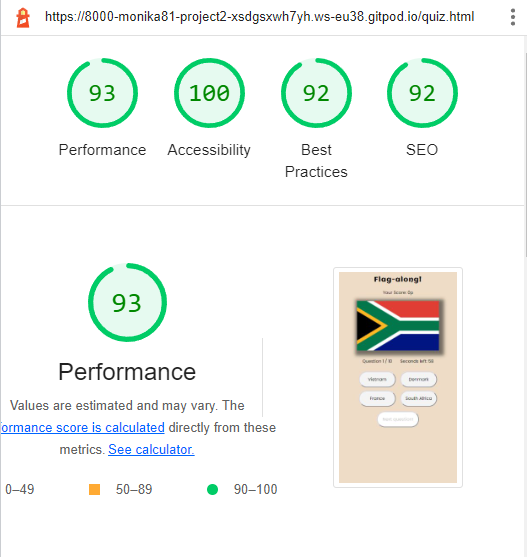 https://8000-monika81-project2-xsdgsxwh7yh.ws-eu38.gitpod.io/quiz.html
93
100
92
92
Performance
Accessibility
Best
Practices
SEO
93
Performance
Values are estimated and may vary. The
ormance score is calculated directly from these
metrics. See calculator.
0–49
50–89
90–100
Flag-along!
Your Score: 0p
Question 1 / 10 Seconds left: 
Vietnam
Denmark
France
South Africa
Next question